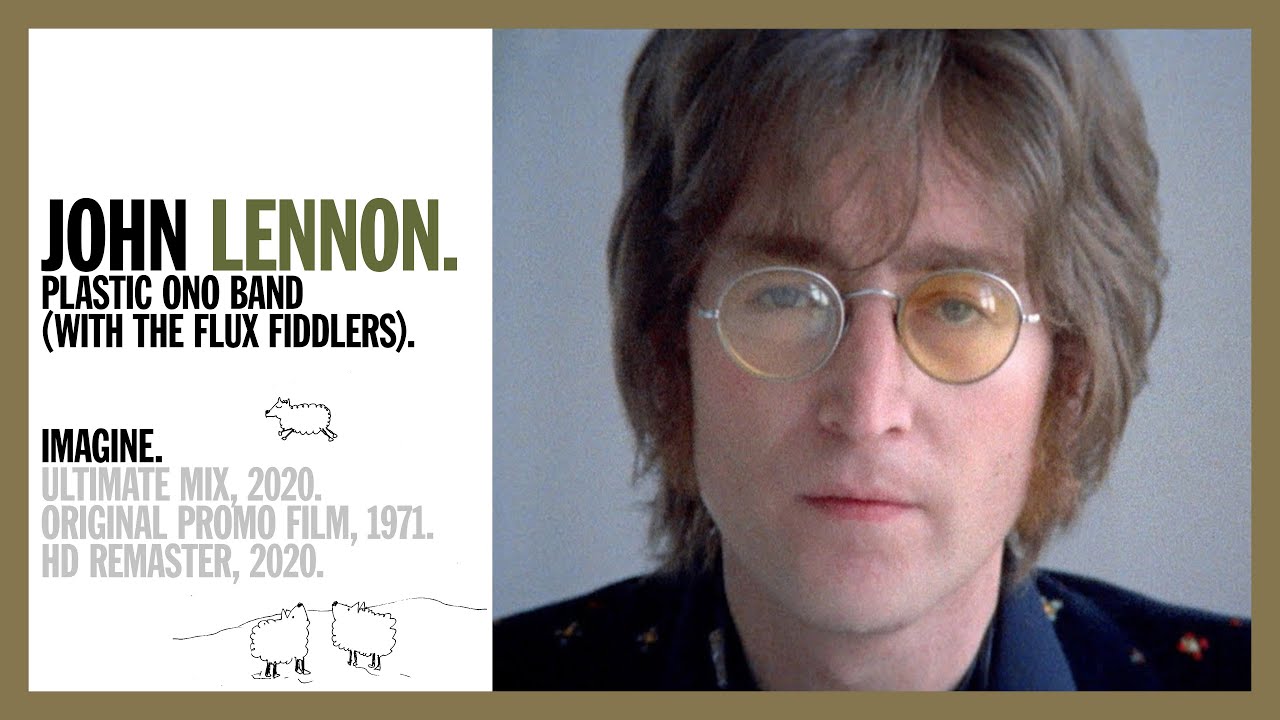 JOHN LENNON.
PLASTIC ONO BAND
(WITH THE FLUX FIDDLERS).
IMAGINE.
ULTIMATE MIX, 2020.
ORIGINAL PROMO FILM, 1971.
HD REMASTER, 2020.